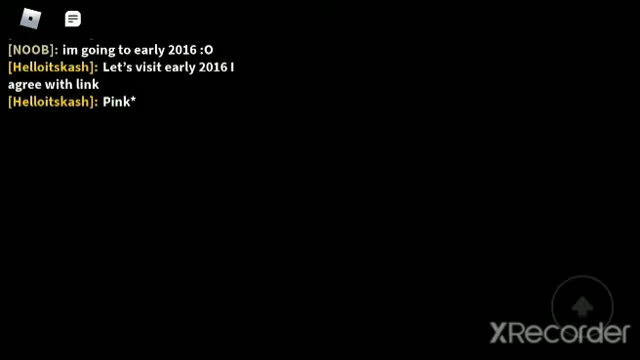 [NOOB]: im going to early 2016 :O
[Helloitskash]: Let's visit early 2016 I
agree with link
[Helloitskash]: Pink*
XRecorder